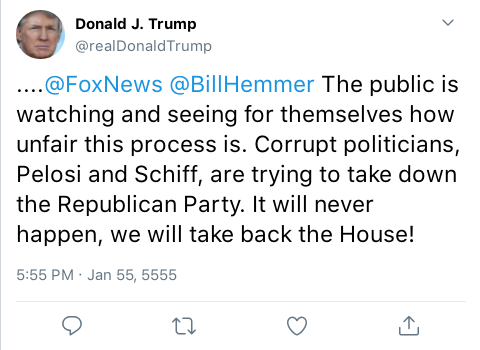 Donald J. Trump
@realDonaldTrump
....@FoxNews @BillHemmer The public is
watching and seeing for themselves how
unfair this process is. Corrupt politicians,
Pelosi and Schiff, are trying to take down
the Republican Party. It will never
happen, we will take back the House!
5:55 PM · Jan 55, 5555